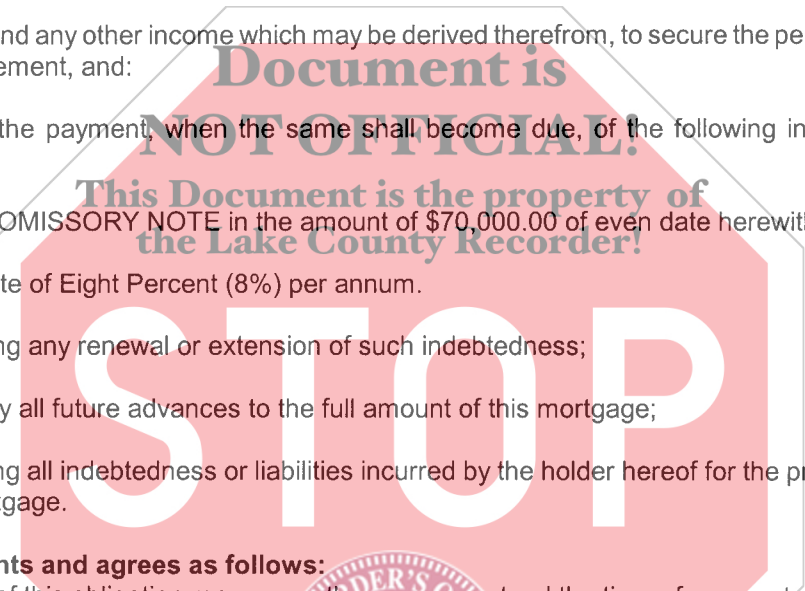 nd any other income which may be derived therefrom, to secure the pe
ement, and:
Document is
the payment, when the same shall become due, of the following in
NOT OFFICIAL!
This Document is the property of
OMISSORY NOTE in the amount of $70,000.00 of even date herewit
the Lake County Recorder!
te of Eight Percent (8%) per annum.
ng any renewal or extension of such indebtedness;
STOP
y all future advances to the full amount of this mortgage;
ng all indebtedness or liabilities incurred by the holder hereof for the pr
gage.
nts and agrees as follows:
DER'S